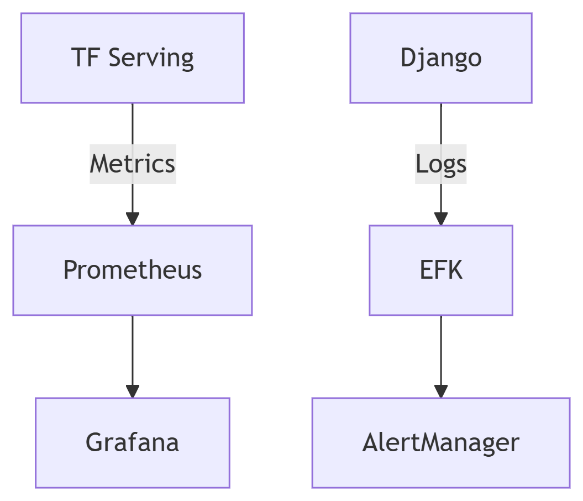 TF Serving
Django
Metrics
Logs
Prometheus
EFK
Grafana
AlertManager